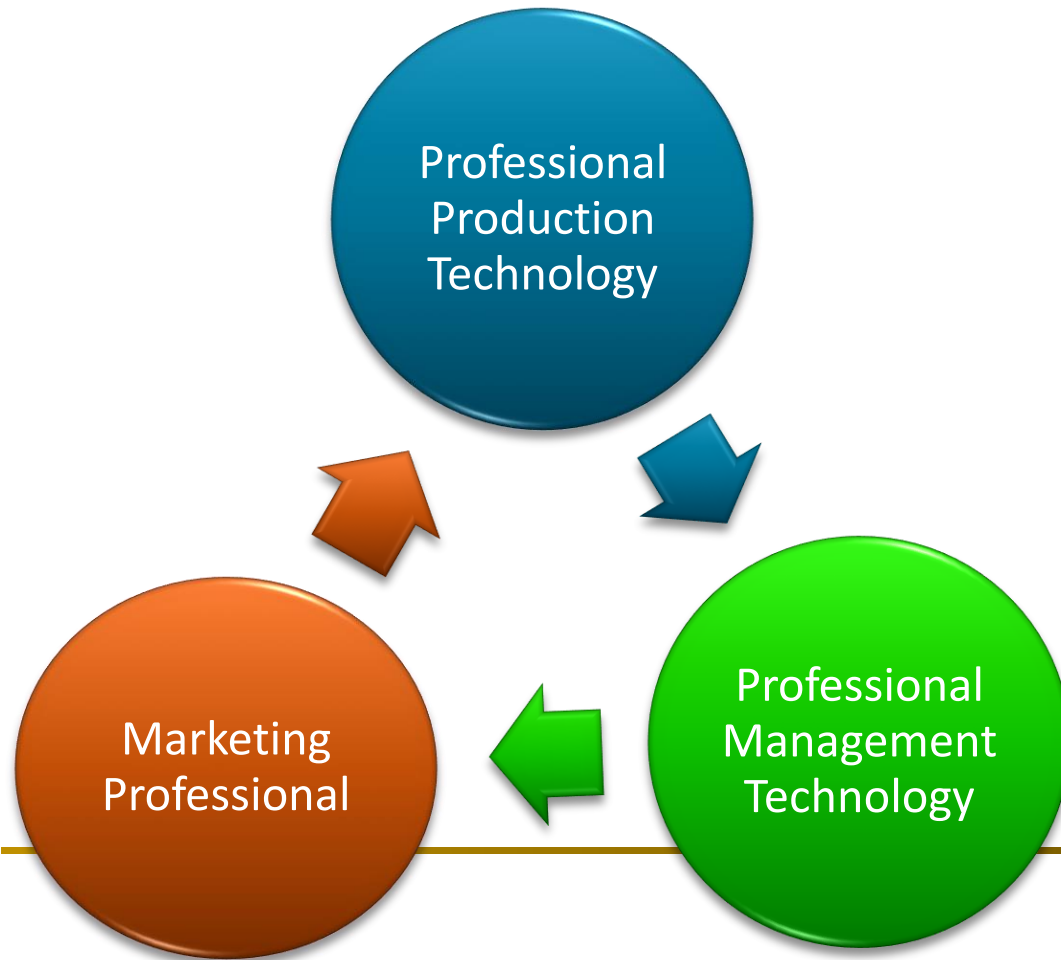 Professional
Production
Technology
Professional
Management
Technology
Marketing
Professional